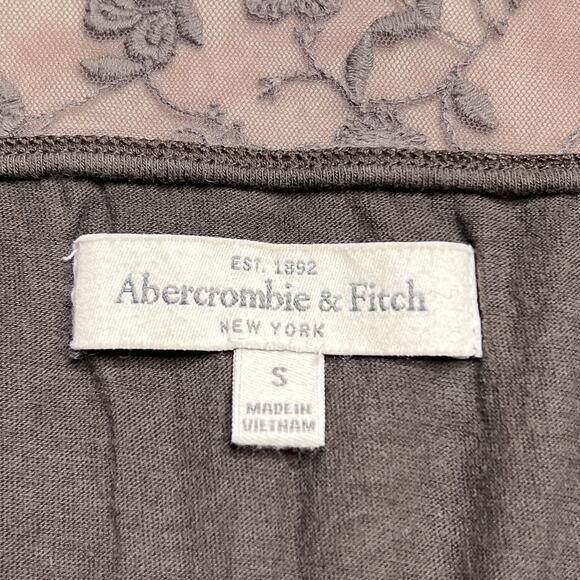 EST. 1892
Abercrombie & Fitch
NEW YORK
S
MADE IN
VIETNAM